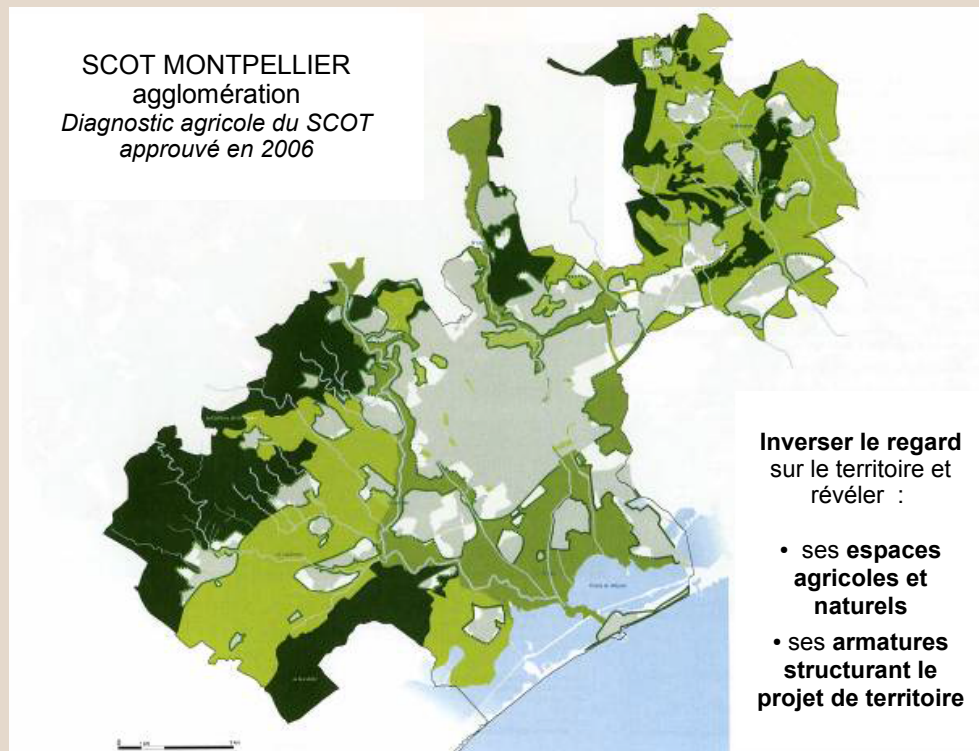 SCOT MONTPELLIER
agglomération
Diagnostic agricole du SCOT
approuvé en 2006
Inverser le regard
sur le territoire et
révéler :
• ses espaces
agricoles et
naturels
• ses armatures
structurant le
projet de territoire